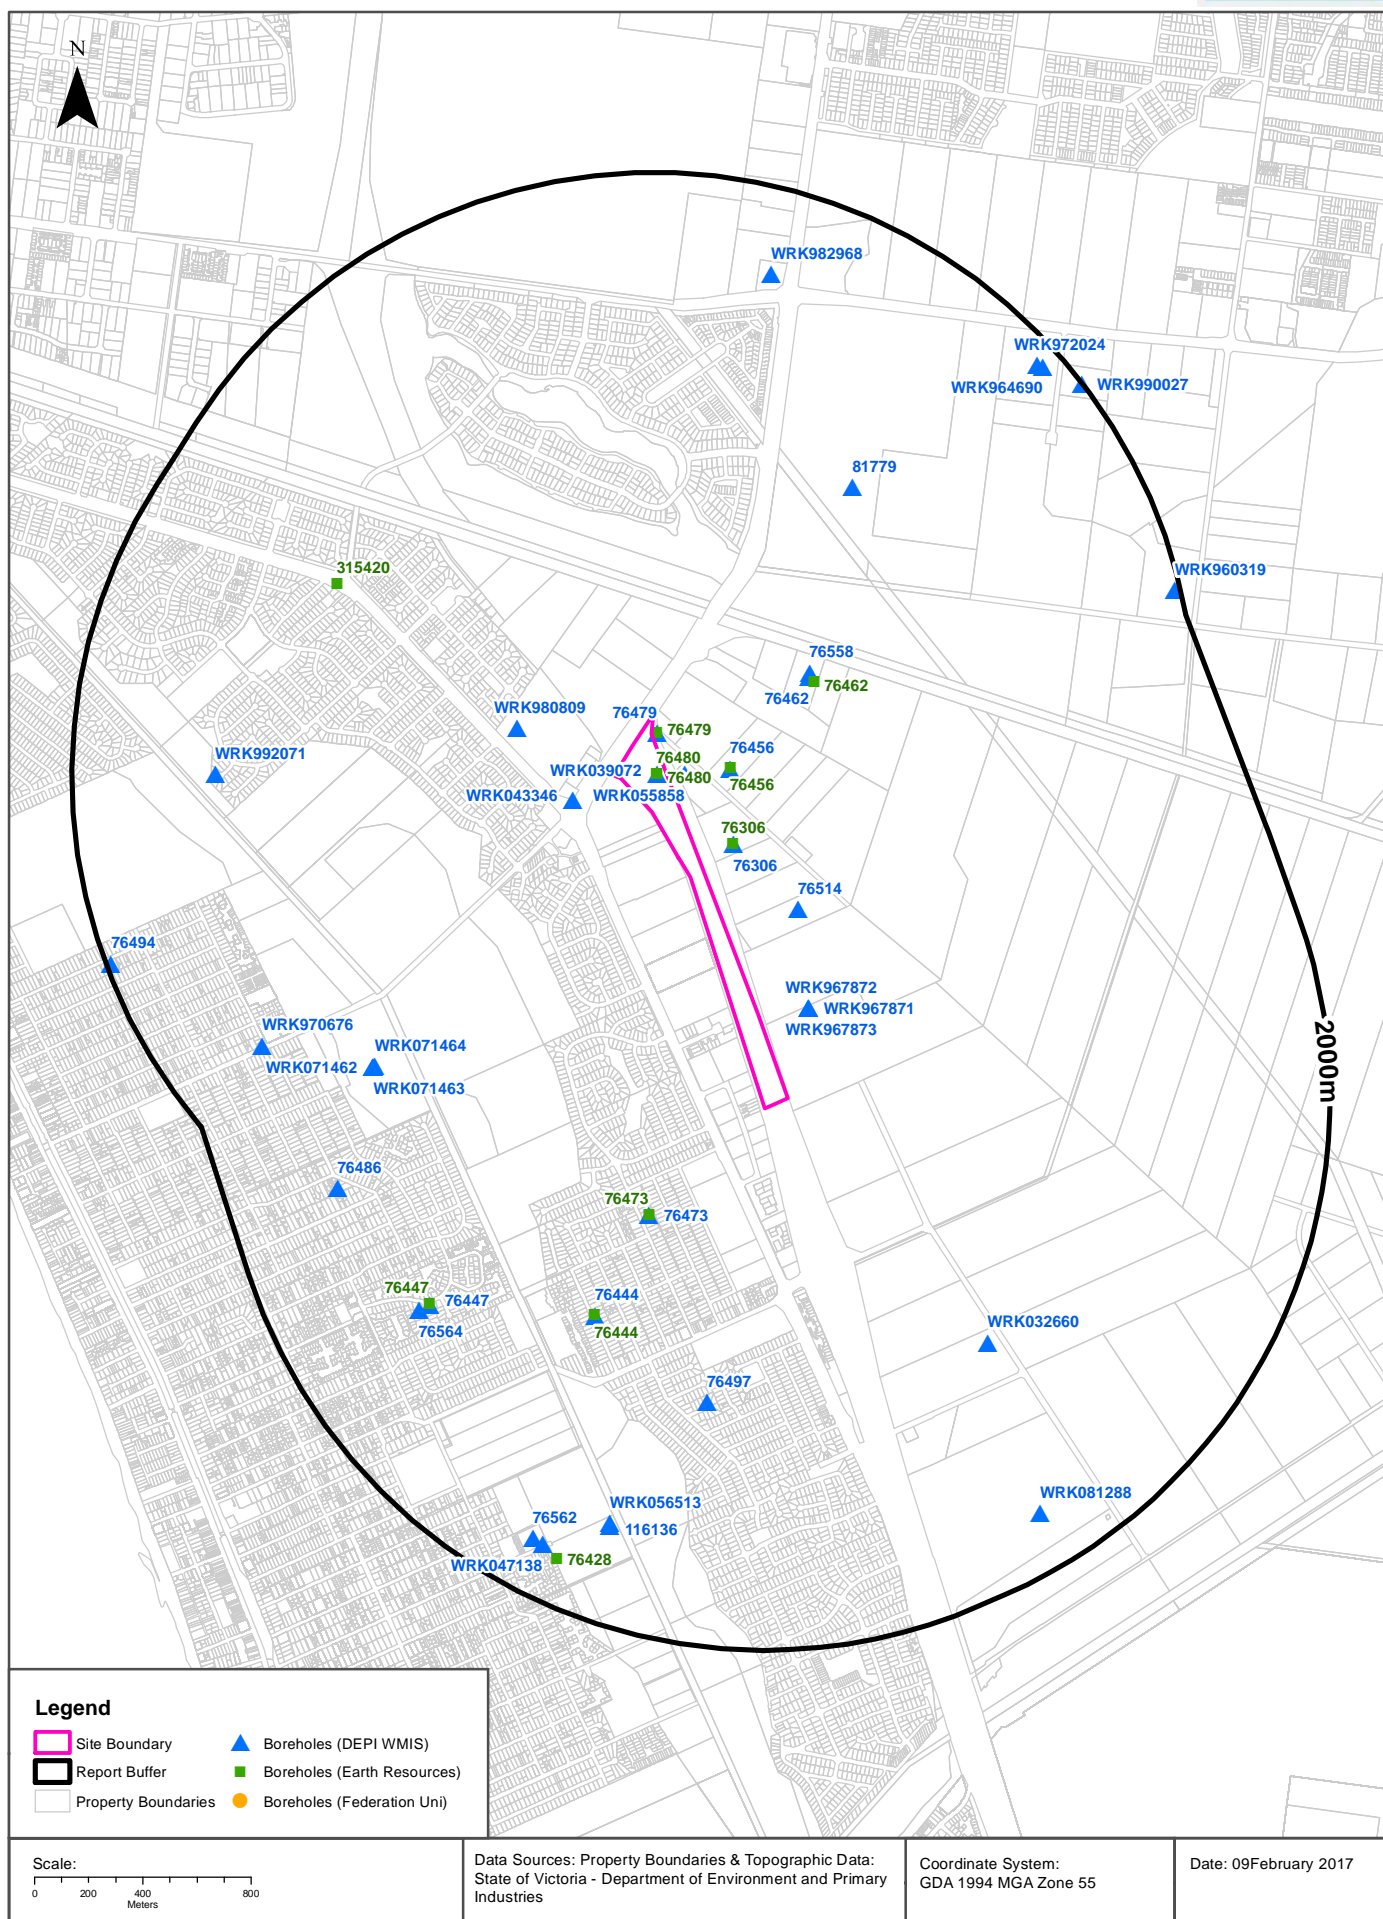 N
WRK982968
WRK972024
WRK964690
WRK990027
81779
315420
WRK960319
76558
76462
76462
WRK980809
76479
76479
WRK992071
76456
76480
WRK039072
76480
76456
WRK043346
WRK055858
76306
76306
76514
76494
WRK967872
WRK967871
WRK967873
WRK970676
WRK071464
WRK071462
WRK071463
2000m
76486
76473
76473
76447
76447
76444
76564
76444
WRK032660
76497
WRK081288
WRK056513
76562
116136
WRK047138
76428
Legend
Site Boundary
Boreholes (DEPI WMIS)
Report Buffer
Boreholes (Earth Resources)
Property Boundaries
Boreholes (Federation Uni)
Scale:
0 200 400 800
Meters
Data Sources: Property Boundaries & Topographic Data:
State of Victoria - Department of Environment and Primary
Industries
Coordinate System:
GDA 1994 MGA Zone 55
Date: 09February 2017